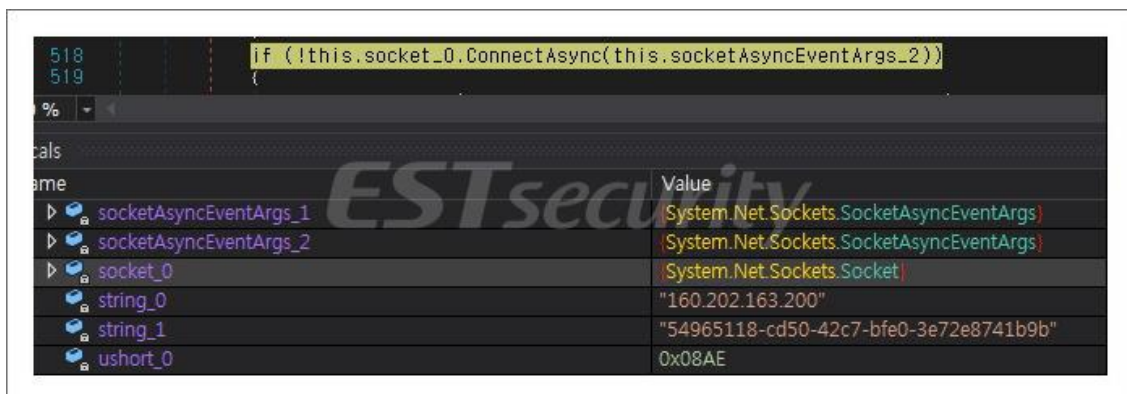 518 if (!this.socket_0.ConnectAsync(this.socketAsyncEventArgs_2))
519 {
%
cals
ame Value
socketAsyncEventArgs_1 {System.Net.Sockets.SocketAsyncEventArgs}
socketAsyncEventArgs_2 {System.Net.Sockets.SocketAsyncEventArgs}
socket_0 {System.Net.Sockets.Socket}
string_0 "160.202.163.200"
string_1 "54965118-cd50-42c7-bfe0-3e72e8741b9b"
ushort_0 0x08AE
ESTsecurity